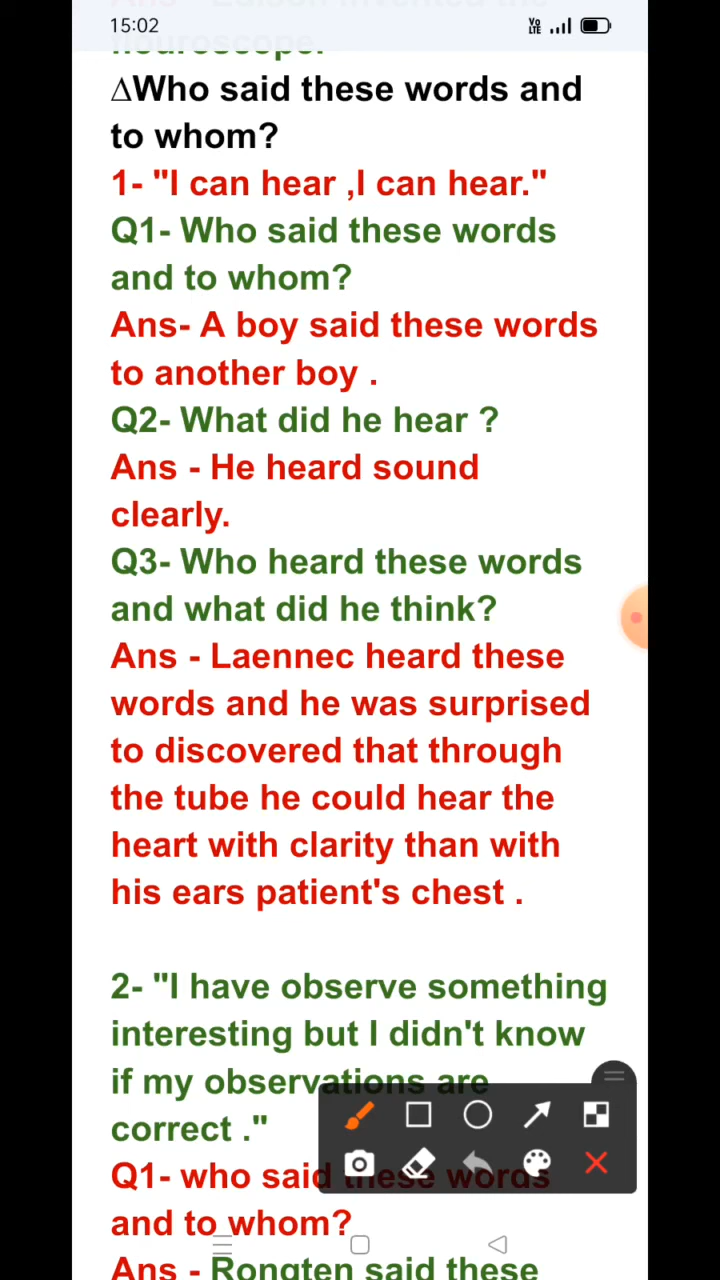 15:02
Vo LTE
flouroscope.
∆Who said these words and
to whom?
1- "I can hear ,I can hear."
Q1- Who said these words
and to whom?
Ans- A boy said these words
to another boy .
Q2- What did he hear ?
Ans - He heard sound
clearly.
Q3- Who heard these words
and what did he think?
Ans - Laennec heard these
words and he was surprised
to discovered that through
the tube he could hear the
heart with clarity than with
his ears patient's chest .
2- "I have observe something
interesting but I didn't know
if my observations are
correct ."
Q1- who said these words
and to whom?
Ans - Rongten said these